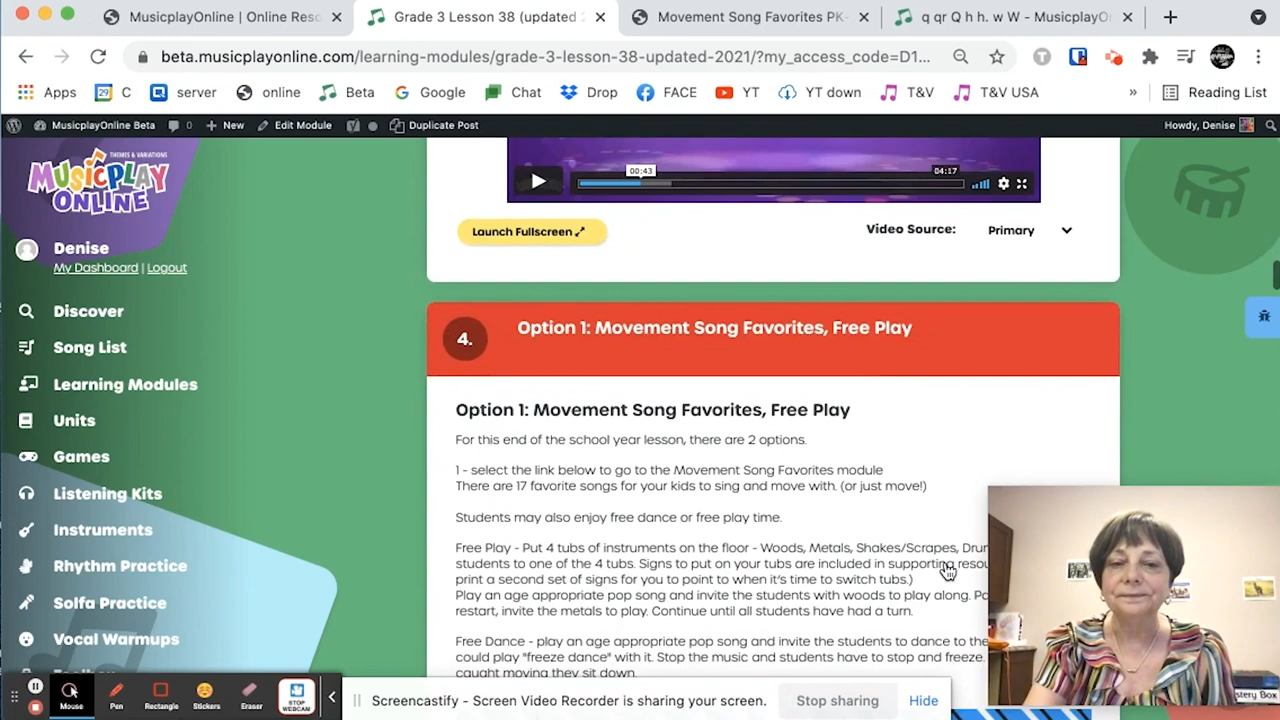 MusicplayOnline | Online Reso
Grade 3 Lesson 38 (updated
Movement Song Favorites PK-
q qr Q h h. w W - MusicplayO
beta.musicplayonline.com/learning-modules/grade-3-lesson-38-updated-2021/?my_access_code=D1...
Apps
29 C
server
online
Beta
Google
Chat
Drop
FACE
YT
YT down
T&V
T&V USA
»
Reading List
MusicplayOnline Beta
New
Edit Module
Duplicate Post
Howdy, Denise
THEMES & VARIATIONS
MUSICPLAY
ONLINE
Denise
My Dashboard | Logout
Discover
Song List
Learning Modules
Units
Games
Listening Kits
Instruments
Rhythm Practice
Solfa Practice
Vocal Warmups
00:43
04:17
Launch Fullscreen
Video Source:
Primary
4.
Option 1: Movement Song Favorites, Free Play
Option 1: Movement Song Favorites, Free Play
For this end of the school year lesson, there are 2 options.
1 - select the link below to go to the Movement Song Favorites module
There are 17 favorite songs for your kids to sing and move with. (or just move!)
Students may also enjoy free dance or free play time.
Free Play - Put 4 tubs of instruments on the floor - Woods, Metals, Shakes/Scrapes, Drum
students to one of the 4 tubs. Signs to put on your tubs are included in supporting resou
print a second set of signs for you to point to when it's time to switch tubs.)
Play an age appropriate pop song and invite the students with woods to play along. Pa
restart, invite the metals to play. Continue until all students have had a turn.
Free Dance - play an age appropriate pop song and invite the students to dance to the
could play "freeze dance" with it. Stop the music and students have to stop and freeze.
caught moving they sit down.
Mouse
Pen
Rectangle
Stickers
Eraser
STOP
WEBCAM
Screencastify - Screen Video Recorder is sharing your screen.
Stop sharing
Hide
stery Box